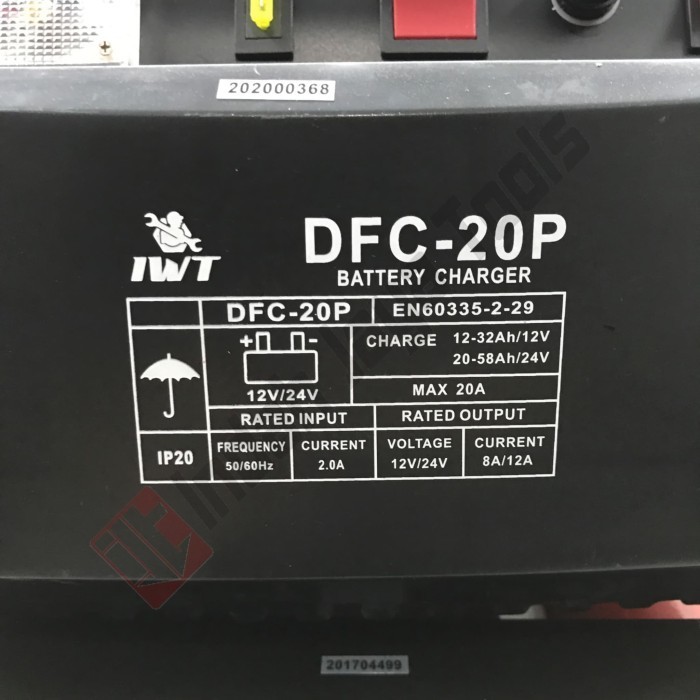 202000368
IWT
DFC-20P
BATTERY CHARGER
DFC-20P
EN60335-2-29
+ -
12V/24V
CHARGE 12-32Ah/12V
20-58Ah/24V
MAX 20A
RATED INPUT
RATED OUTPUT
IP20
FREQUENCY
50/60Hz
CURRENT
2.0A
VOLTAGE
12V/24V
CURRENT
8A/12A
201704499